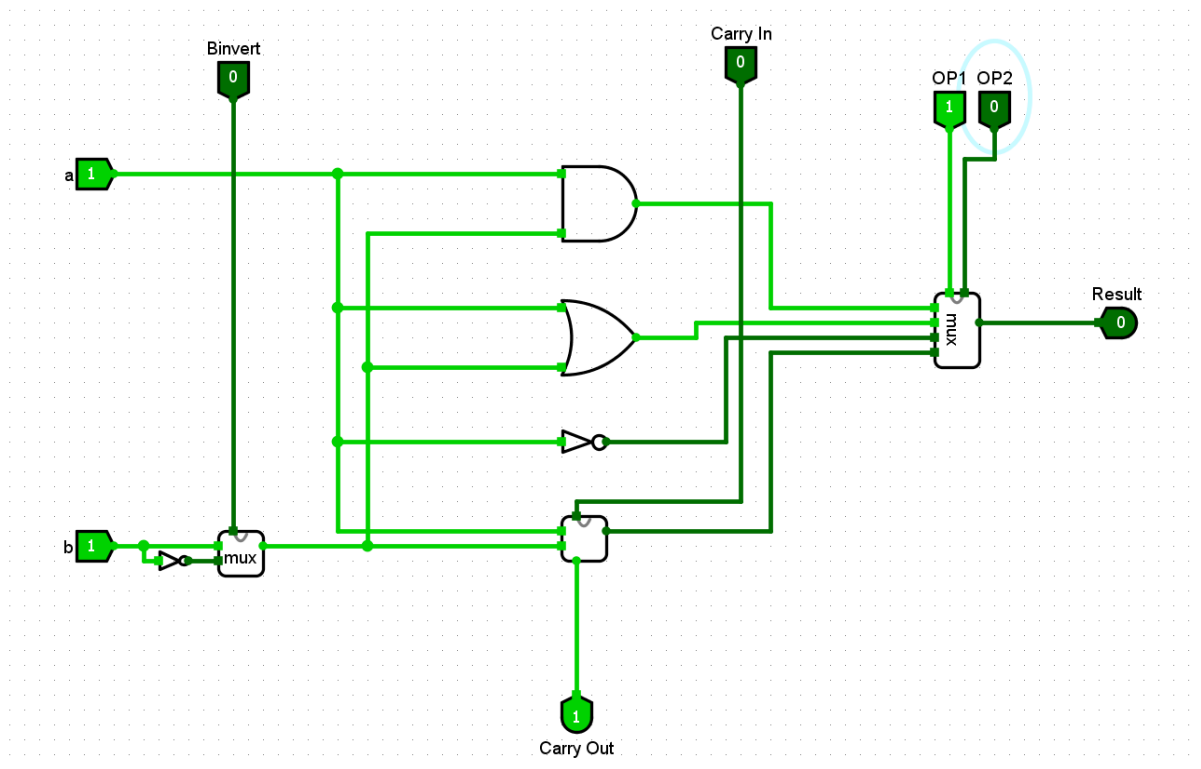 Carry In
Binvert
0
0
OP1 OP2
1 0
a 1
Result
mux
0
b 1
mux
1
Carry Out